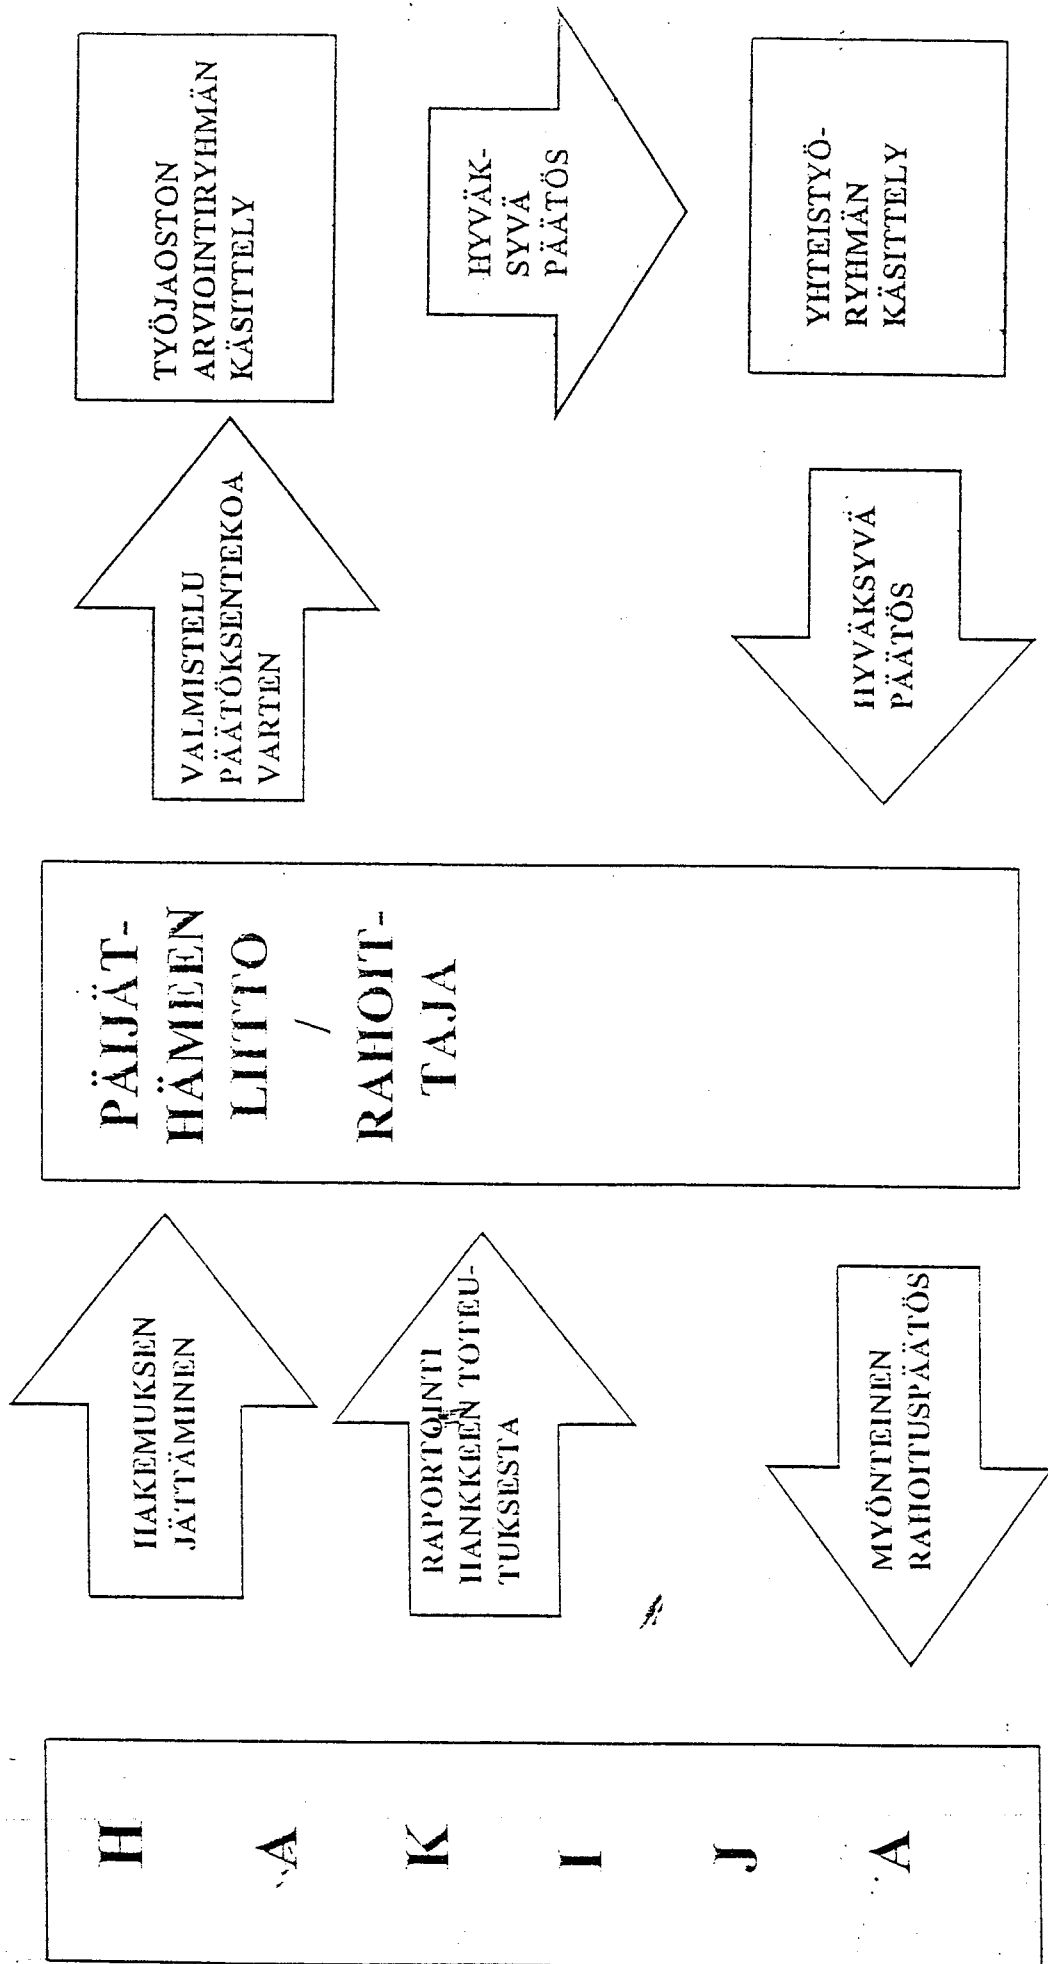 H
A
K
I
J
A
HAKEMUKSEN
JÄTTÄMINEN
RAPORTOINTI
HANKKEEN TOTEU-
TUKSESTA
MYÖNTEINEN
RAHOITUSPÄÄTÖS
PÄIJÄT-
HÄMEEN
LIITTO
/
RAHOIT-
TAJA
VALMISTELU
PÄÄTÖKSENTEKOA
VARTEN
HYVÄKSYVÄ
PÄÄTÖS
TYÖJAOSTON
ARVIOINTIRYHMÄN
KÄSITTELY
HYVÄK-
SYVÄ
PÄÄTÖS
YHTEISTYÖ-
RYHMÄN
KÄSITTELY